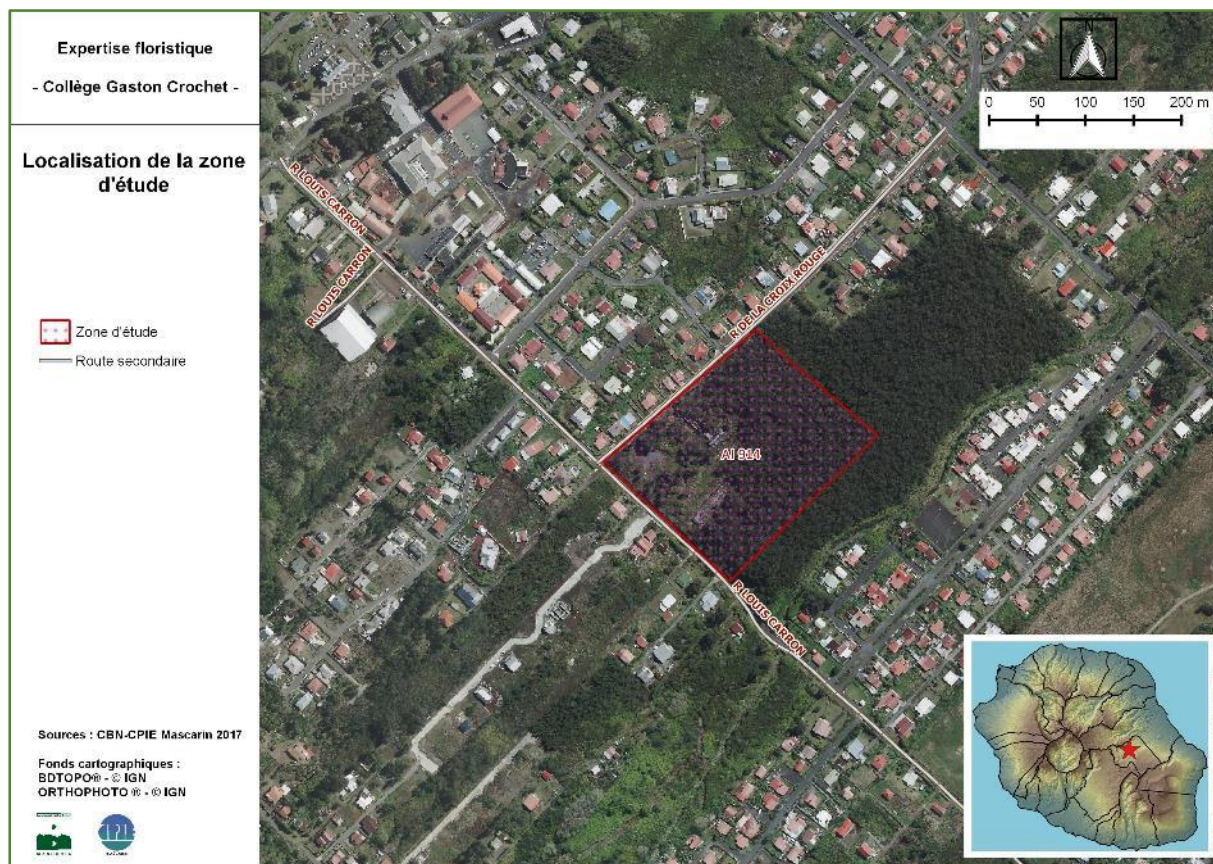 Expertise floristique
- Collège Gaston Crochet -
Localisation de la zone
d'étude
Zone d'étude
Route secondaire
Sources : CBN-CPIE Mascarin 2017
Fonds cartographiques :
BDTOPO® - © IGN
ORTHOPHOTO ® - © IGN
0 50 100 150 200 m
R LOUIS CARRON
R LOUIS CARRON
R DE LA CROIX ROUGE
AI 914
R LOUIS CARRON